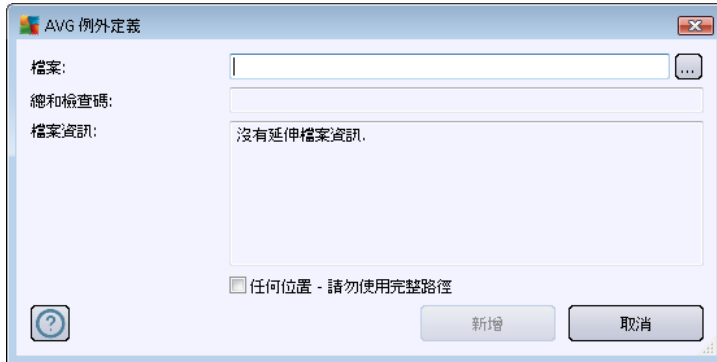 AVG 例外定義
檔案:
...
總和檢查碼:
檔案資訊:
沒有延伸檔案資訊.
任何位置 - 請勿使用完整路徑
?
新增
取消